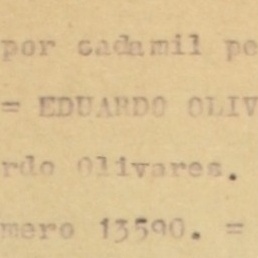 por cadamil pe
= EDUARDO OLIV
rdo Olivares.
mero 13590. =